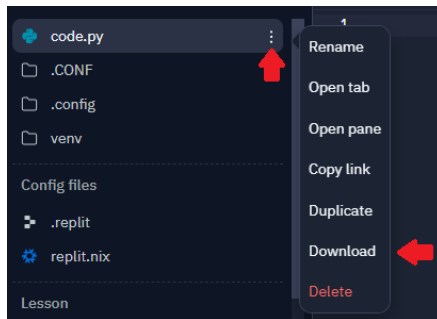 code.py
.CONF
.config
venv
Config files
.replit
replit.nix
Lesson
1
Rename
Open tab
Open pane
Copy link
Duplicate
Download
Delete